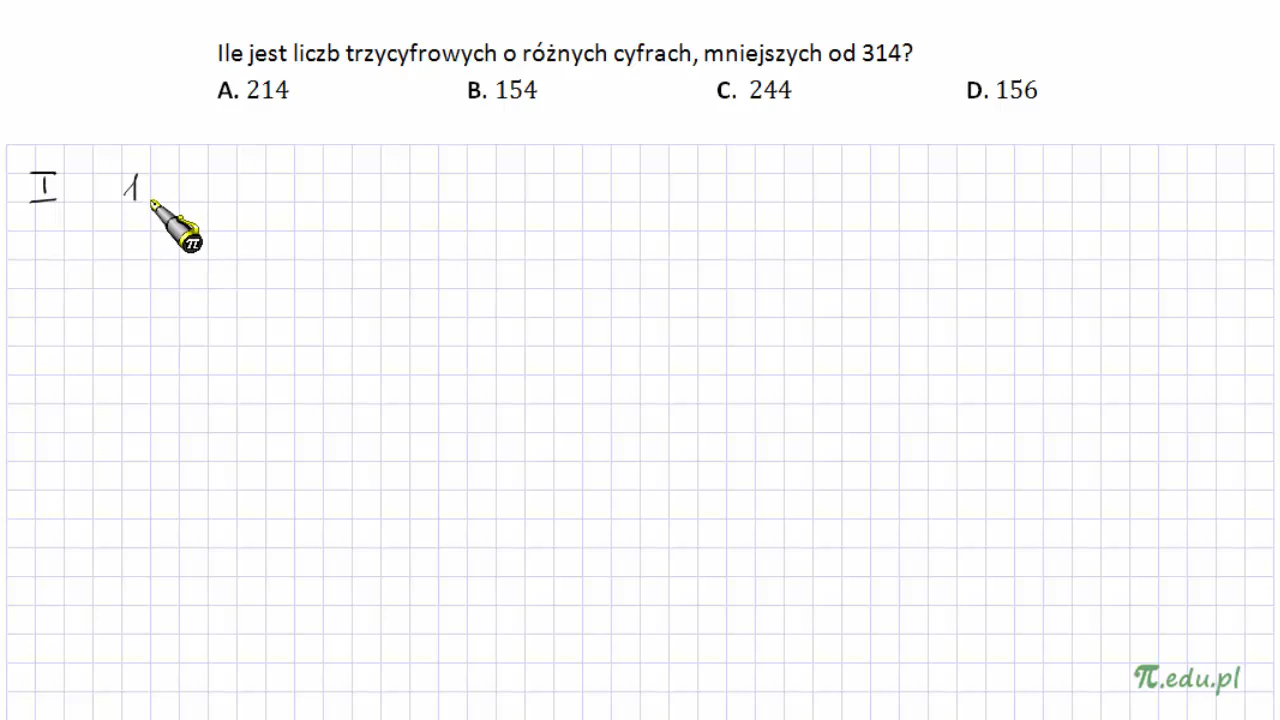 Ile jest liczb trzycyfrowych o różnych cyfrach, mniejszych od 314?
A. 214 B. 154 C. 244 D. 156
I 1
π
π.edu.pl